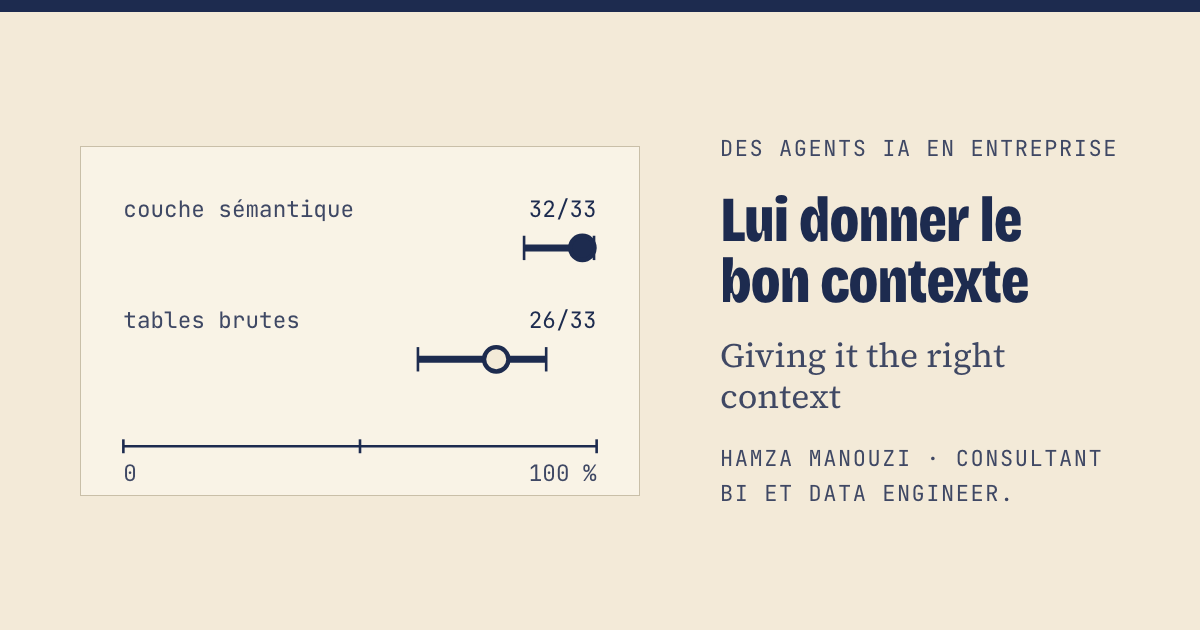 couche sémantique 32/33
tables brutes 26/33
0 100 %
DES AGENTS IA EN ENTREPRISE
Lui donner le
bon contexte
Giving it the right
context
HAMZA MANOUZI · CONSULTANT
BI ET DATA ENGINEER.